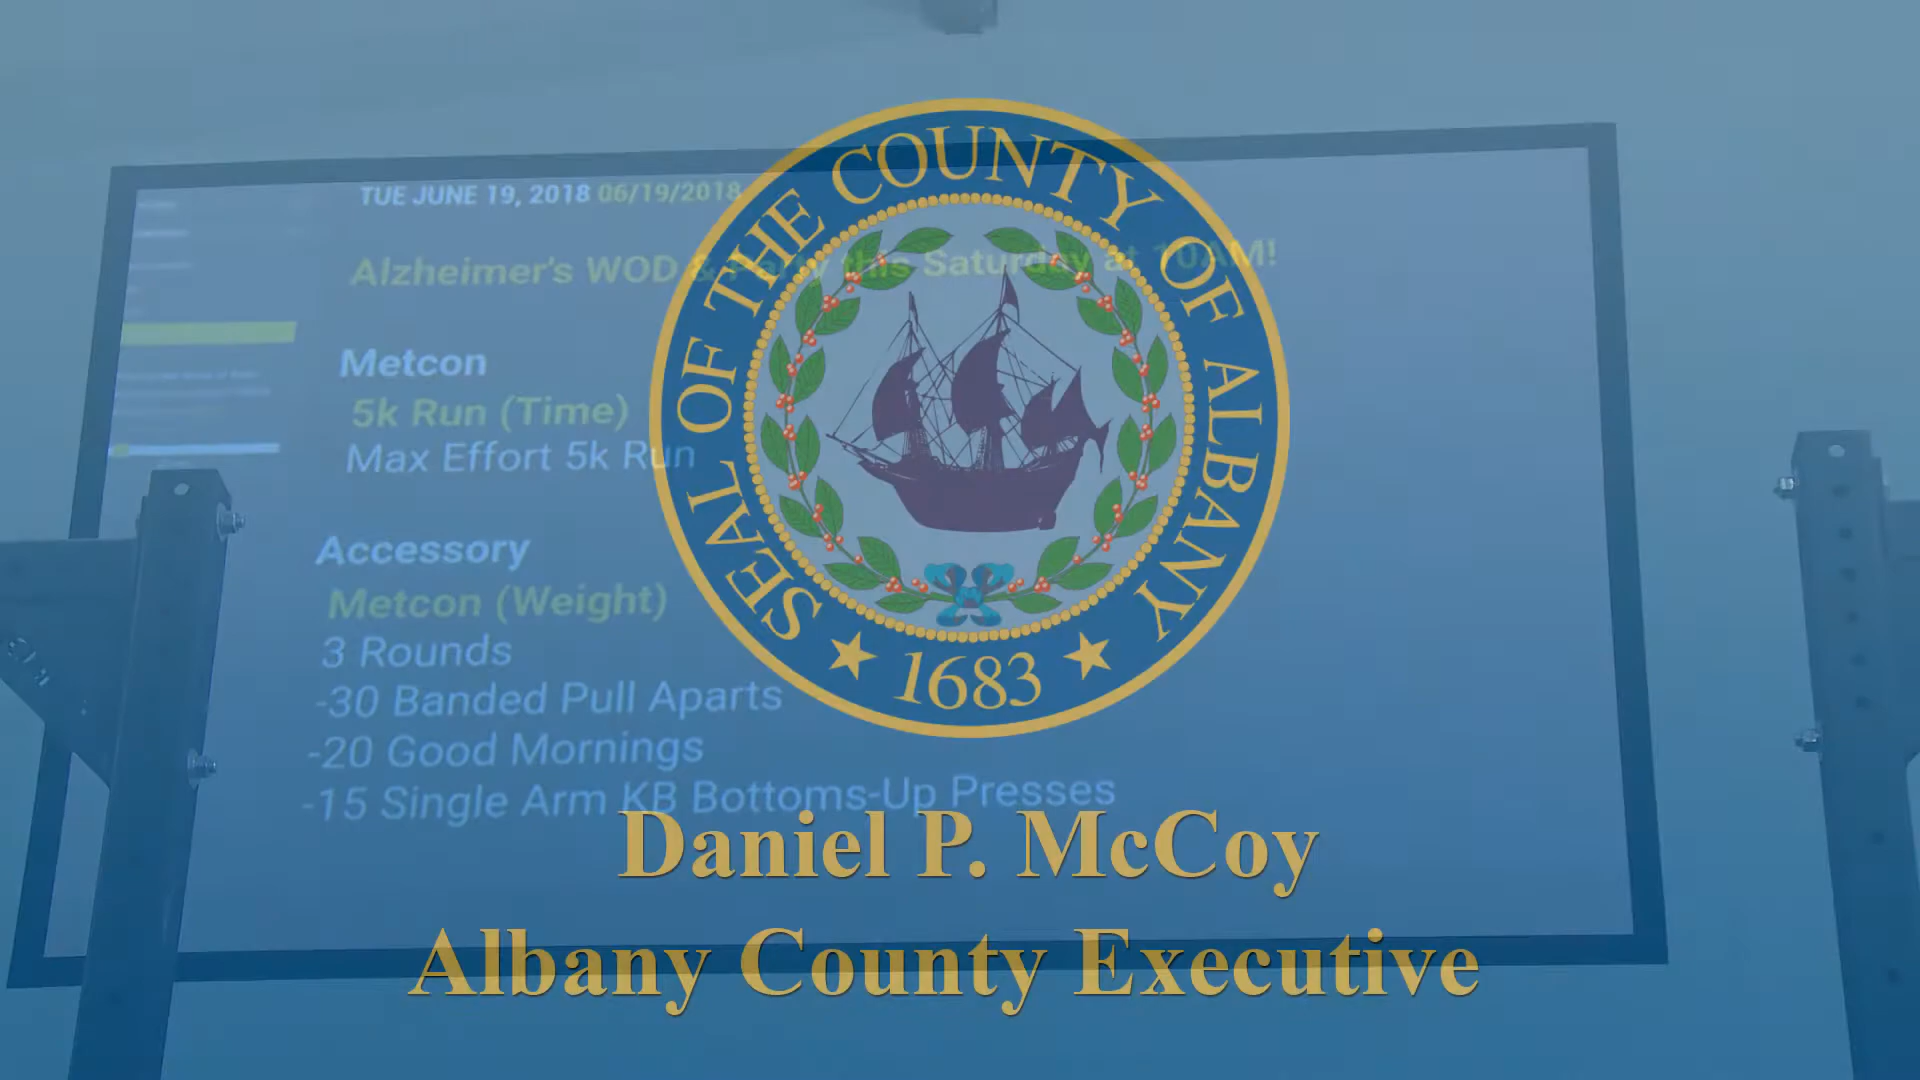 TUE JUNE 19, 2018 06/19/2018
Alzheimer's WOD & Party this Saturday at 10AM!
Metcon
5k Run (Time)
Max Effort 5k Run
Accessory
Metcon (Weight)
3 Rounds
-30 Banded Pull Aparts
-20 Good Mornings
-15 Single Arm KB Bottoms-Up Presses
SEAL OF THE COUNTY OF ALBANY
1683
Daniel P. McCoy
Albany County Executive